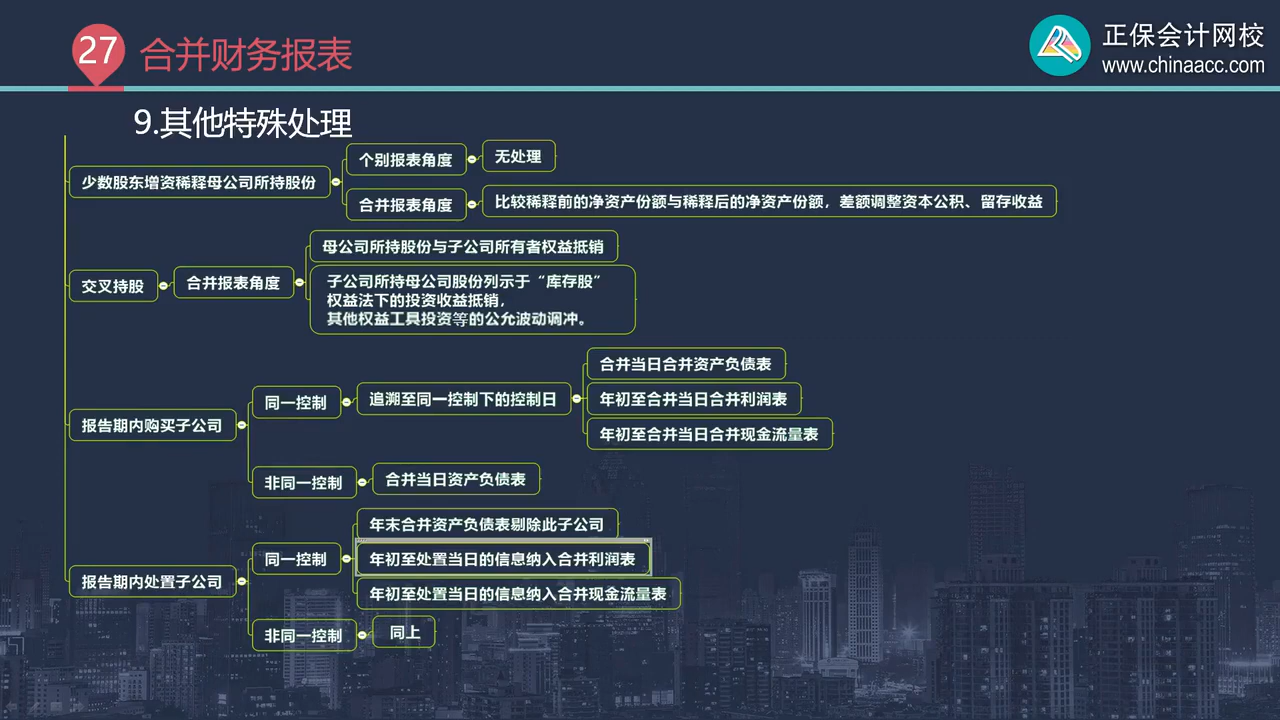 27 合并财务报表
正保会计网校
www.chinaacc.com
9.其他特殊处理
少数股东增资稀释母公司所持股份
个别报表角度
无处理
合并报表角度
比较稀释前的净资产份额与稀释后的净资产份额，差额调整资本公积、留存收益
交叉持股
合并报表角度
母公司所持股份与子公司所有者权益抵销
子公司所持母公司股份列示于“库存股”
权益法下的投资收益抵销，
其他权益工具投资等的公允波动调冲。
报告期内购买子公司
同一控制
追溯至同一控制下的控制日
合并当日合并资产负债表
年初至合并当日合并利润表
年初至合并当日合并现金流量表
非同一控制
合并当日资产负债表
报告期内处置子公司
同一控制
年末合并资产负债表剔除此子公司
年初至处置当日的信息纳入合并利润表
年初至处置当日的信息纳入合并现金流量表
非同一控制
同上